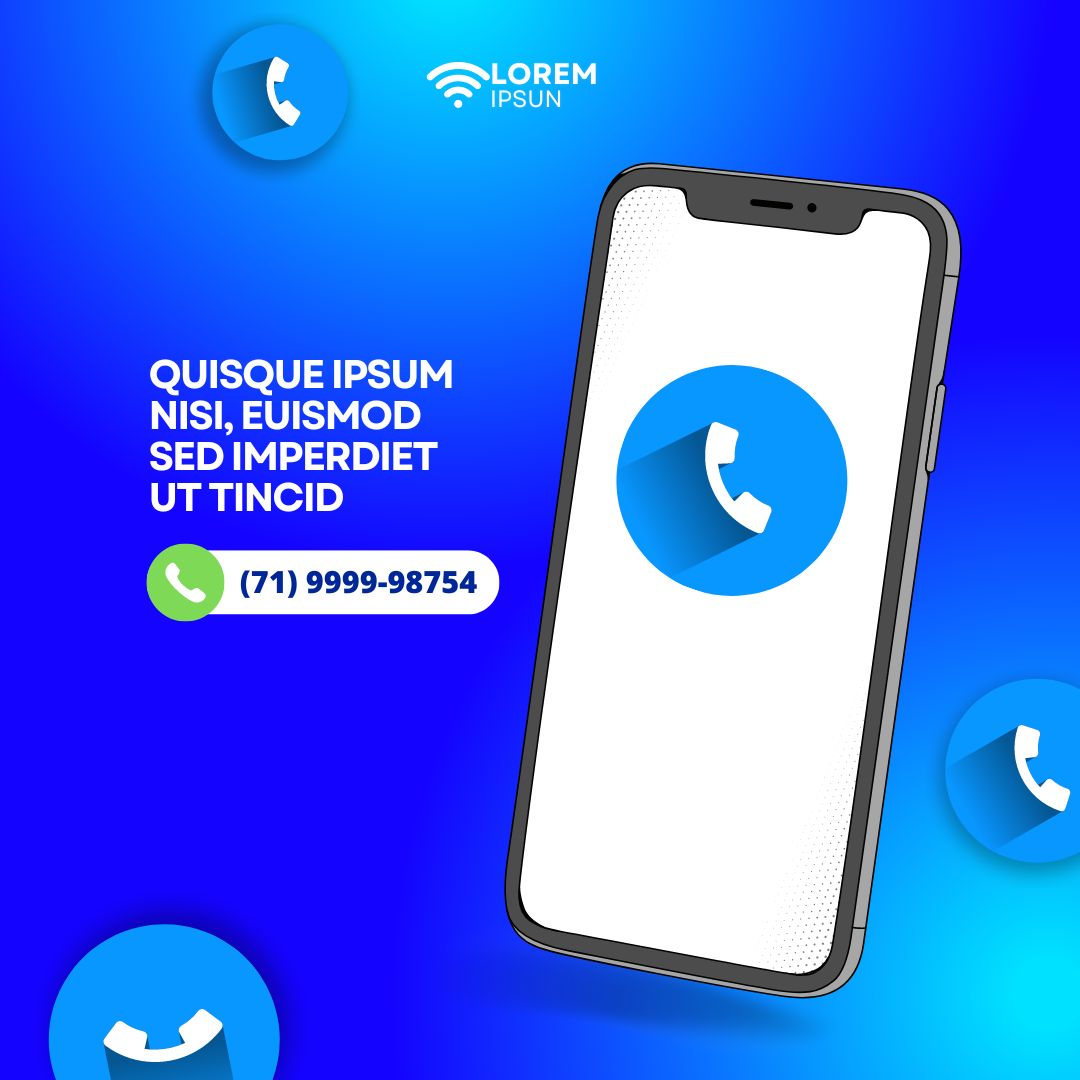 LOREM
IPSUN
QUISQUE IPSUM
NISI, EUISMOD
SED IMPERDIET
UT TINCID
(71) 9999-98754